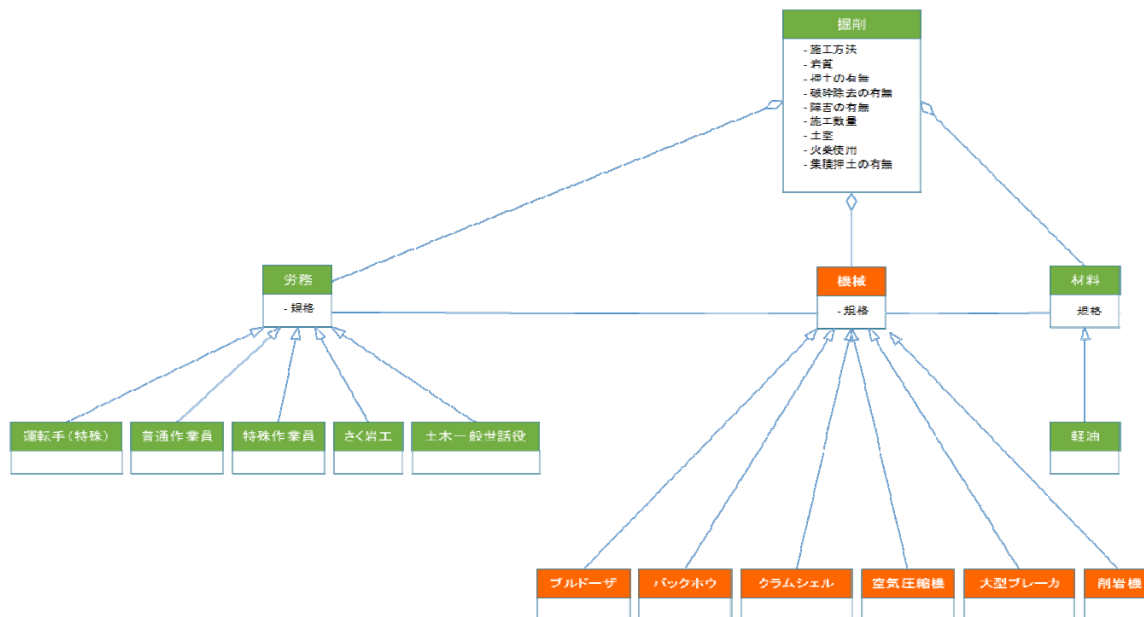 掘削
- 施工方法
- 岩質
- 押土の有無
- 破砕除去の有無
- 障害の有無
- 施工数量
- 土室
- 火薬使用
- 集積押土の有無
労務
- 規格
機械
- 規格
材料
規格
運転手(特殊)
普通作業員
特殊作業員
さく岩工
土木一般世話役
軽油
ブルドーザ
バックホウ
クラムシェル
空気圧縮機
大型ブレーカ
削岩機